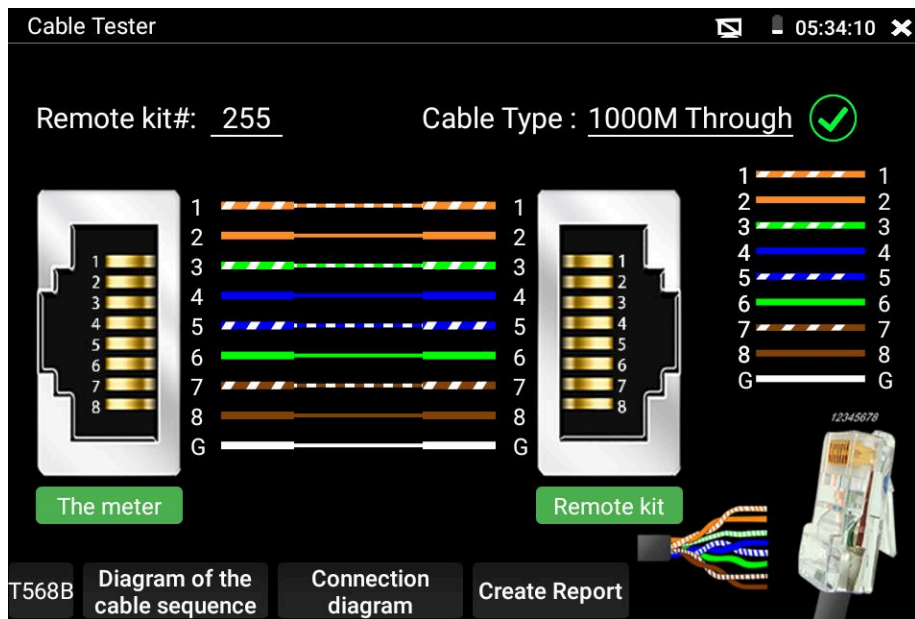 Cable Tester
05:34:10
Remote kit#: 255
Cable Type : 1000M Through
1 1
2 2
3 3
4 4
5 5
6 6
7 7
8 8
G G
1 1
2 2
3 3
4 4
5 5
6 6
7 7
8 8
G G
1
2
3
4
5
6
7
8
1
2
3
4
5
6
7
8
12345678
The meter
Remote kit
T568B
Diagram of the
cable sequence
Connection
diagram
Create Report